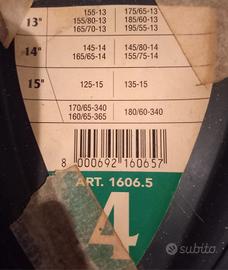 13" 155-13 175/65-13
155/80-13 185/60-13
165/70-13 195/55-13
14" 145-14 145/80-14
165/65-14 155/75-14
15" 125-15 135-15
170/65-340 180/60-340
160/65-365
8 000692 160657
ART. 1606.5
4
subito